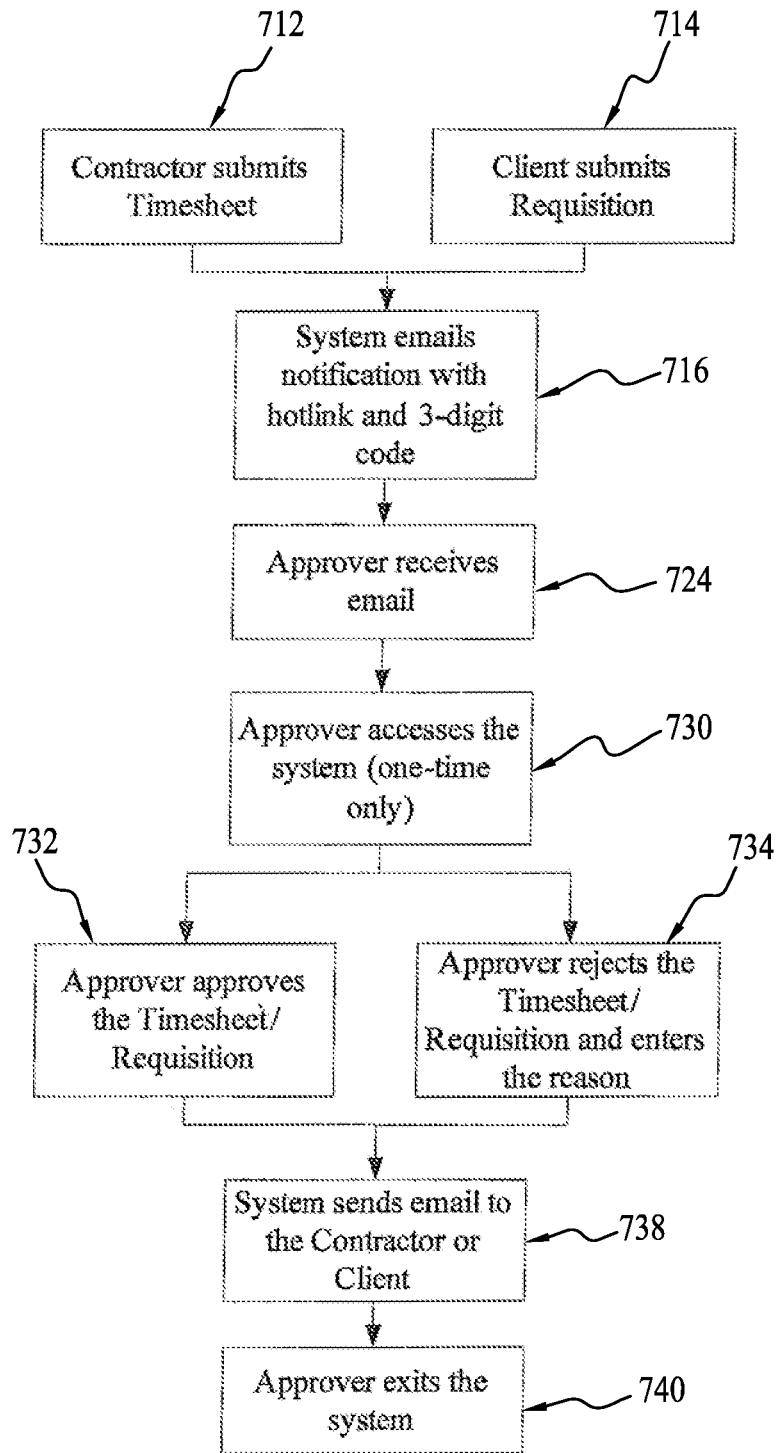 712
714
Contractor submits
Timesheet
Client submits
Requisition
System emails
notification with
hotlink and 3-digit
code
716
Approver receives
email
724
Approver accesses the
system (one-time
only)
730
732
734
Approver approves
the Timesheet/
Requisition
Approver rejects the
Timesheet/
Requisition and enters
the reason
System sends email to
the Contractor or
Client
738
Approver exits the
system
740